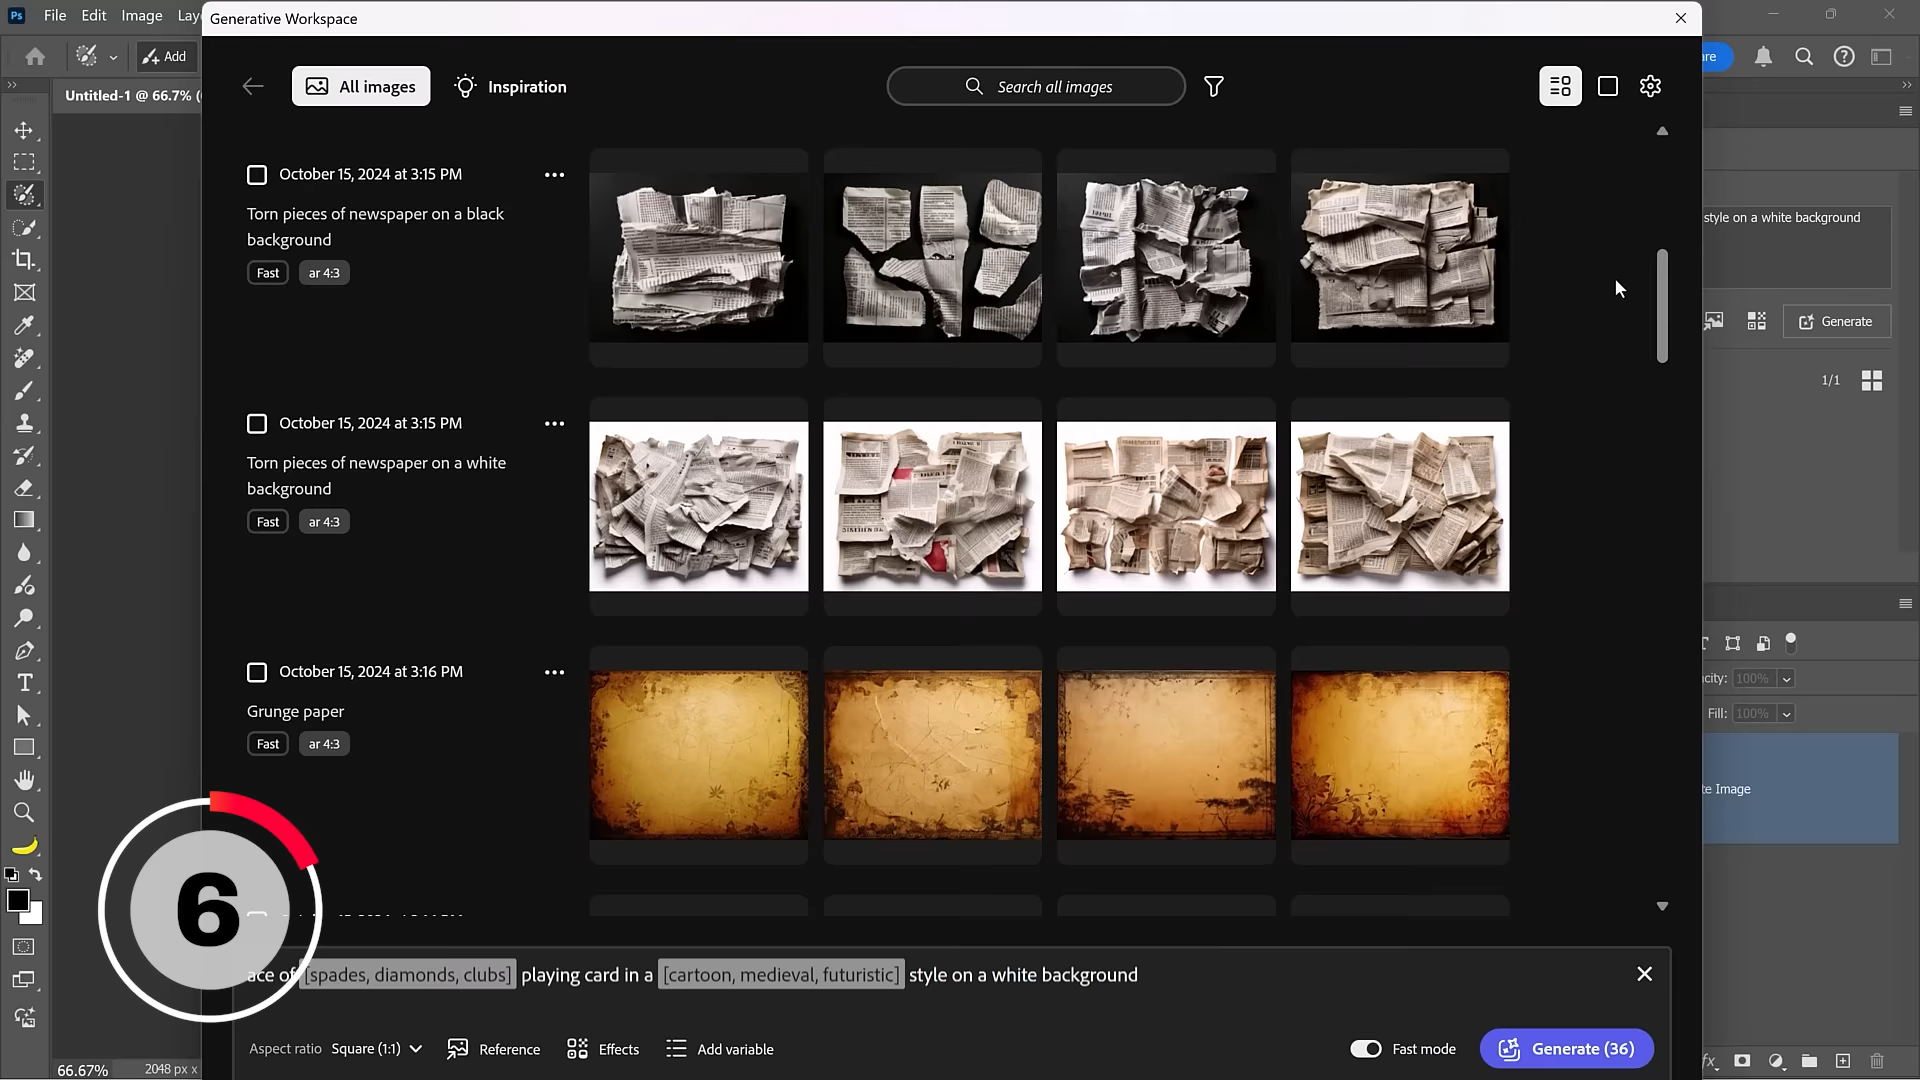 Ps File Edit Image Lay
Generative Workspace
Add
Untitled-1 @ 66.7% (
All images
Inspiration
Search all images
October 15, 2024 at 3:15 PM
Torn pieces of newspaper on a black
background
Fast ar 4:3
style on a white background
Generate
1/1
October 15, 2024 at 3:15 PM
Torn pieces of newspaper on a white
background
Fast ar 4:3
October 15, 2024 at 3:16 PM
Grunge paper
Fast ar 4:3
100%
Fill: 100%
6
ace of [spades, diamonds, clubs] playing card in a [cartoon, medieval, futuristic] style on a white background
Aspect ratio Square (1:1) Reference Effects Add variable Fast mode Generate (36)
66.67% 2048 px x
fx